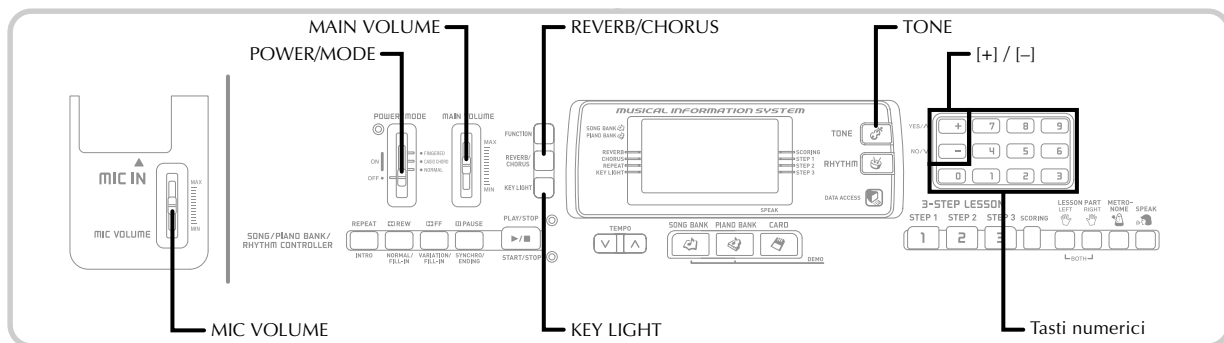 MAIN VOLUME
REVERB/CHORUS
TONE
POWER/MODE
[+] / [–]
MUSICAL INFORMATION SYSTEM
POWER/MODE
MAIN VOLUME
FUNCTION
REVERB/
CHORUS
KEY LIGHT
MAX
MIN
ON
OFF
FINGERED
CASIO CHORD
NORMAL
SONG BANK
PIANO BANK
REVERB
CHORUS
REPEAT
KEY LIGHT
SCORING
STEP 1
STEP 2
STEP 3
SPEAK
TONE
RHYTHM
DATA ACCESS
YES/∧
NO/∨
+ 7 8 9
– 4 5 6
0 1 2 3
MIC IN
MAX
MIN
MIC VOLUME
SONG/PIANO BANK/
RHYTHM CONTROLLER
REPEAT REW FF PAUSE PLAY/STOP
INTRO NORMAL/
FILL-IN VARIATION/
FILL-IN SYNCHRO/
ENDING START/STOP
TEMPO
SONG BANK PIANO BANK CARD
DEMO
3-STEP LESSON
STEP 1 STEP 2 STEP 3 SCORING
1 2 3
LESSON PART
LEFT RIGHT
METRO-
NOME
SPEAK
BOTH
MIC VOLUME
KEY LIGHT
Tasti numerici